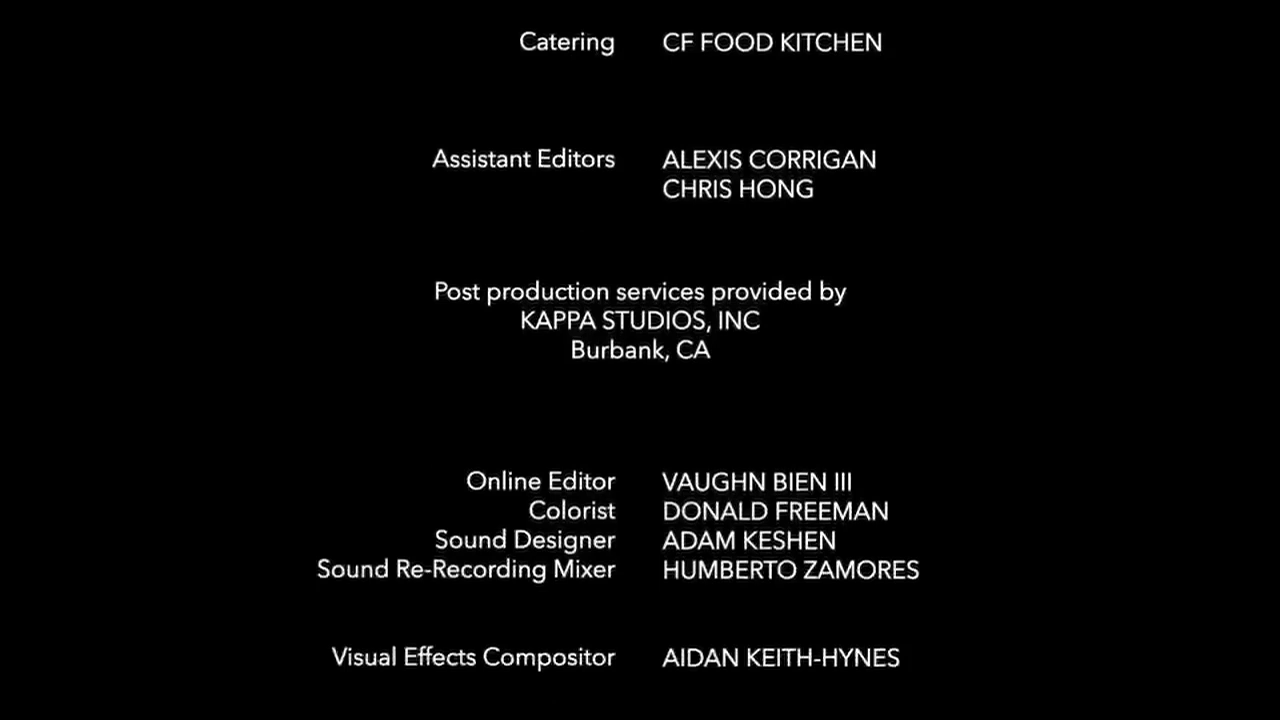 Catering CF FOOD KITCHEN
Assistant Editors ALEXIS CORRIGAN
CHRIS HONG
Post production services provided by
KAPPA STUDIOS, INC
Burbank, CA
Online Editor VAUGHN BIEN III
Colorist DONALD FREEMAN
Sound Designer ADAM KESHEN
Sound Re-Recording Mixer HUMBERTO ZAMORES
Visual Effects Compositor AIDAN KEITH-HYNES